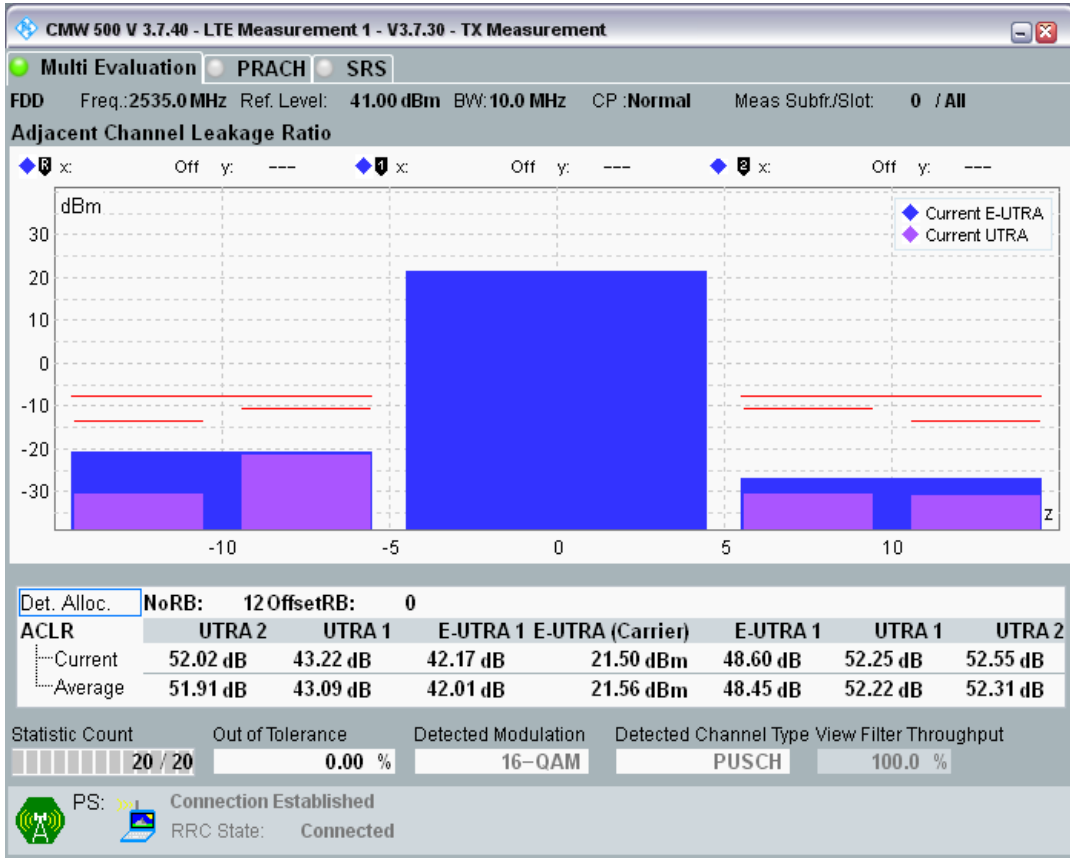 CMW 500 V 3.7.40 - LTE Measurement 1 - V3.7.30 - TX Measurement
Multi Evaluation PRACH SRS
FDD Freq.:2535.0 MHz Ref. Level: 41.00 dBm BW: 10.0 MHz CP :Normal Meas Subfr./Slot: 0 / All
Adjacent Channel Leakage Ratio
R x: Off y: --- 1 x: Off y: --- 2 x: Off y: ---
dBm
Current E-UTRA
Current UTRA
30
20
10
0
-10
-20
-30
z
-10 -5 0 5 10
Det. Alloc. NoRB: 12 OffsetRB: 0
ACLR UTRA 2 UTRA 1 E-UTRA 1 E-UTRA (Carrier) E-UTRA 1 UTRA 1 UTRA 2
Current 52.02 dB 43.22 dB 42.17 dB 21.50 dBm 48.60 dB 52.25 dB 52.55 dB
Average 51.91 dB 43.09 dB 42.01 dB 21.56 dBm 48.45 dB 52.22 dB 52.31 dB
Statistic Count Out of Tolerance Detected Modulation Detected Channel Type View Filter Throughput
20 / 20 0.00 % 16-QAM PUSCH 100.0 %
PS: Connection Established
RRC State: Connected